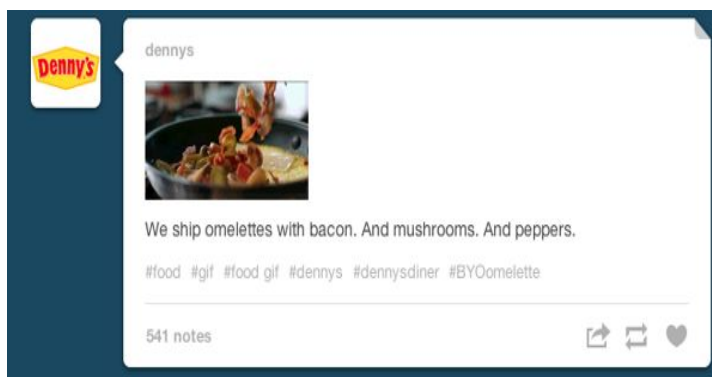 Denny's
dennys
We ship omelettes with bacon. And mushrooms. And peppers.
#food #gif #food gif #dennys #dennysdiner #BYOomelette
541 notes